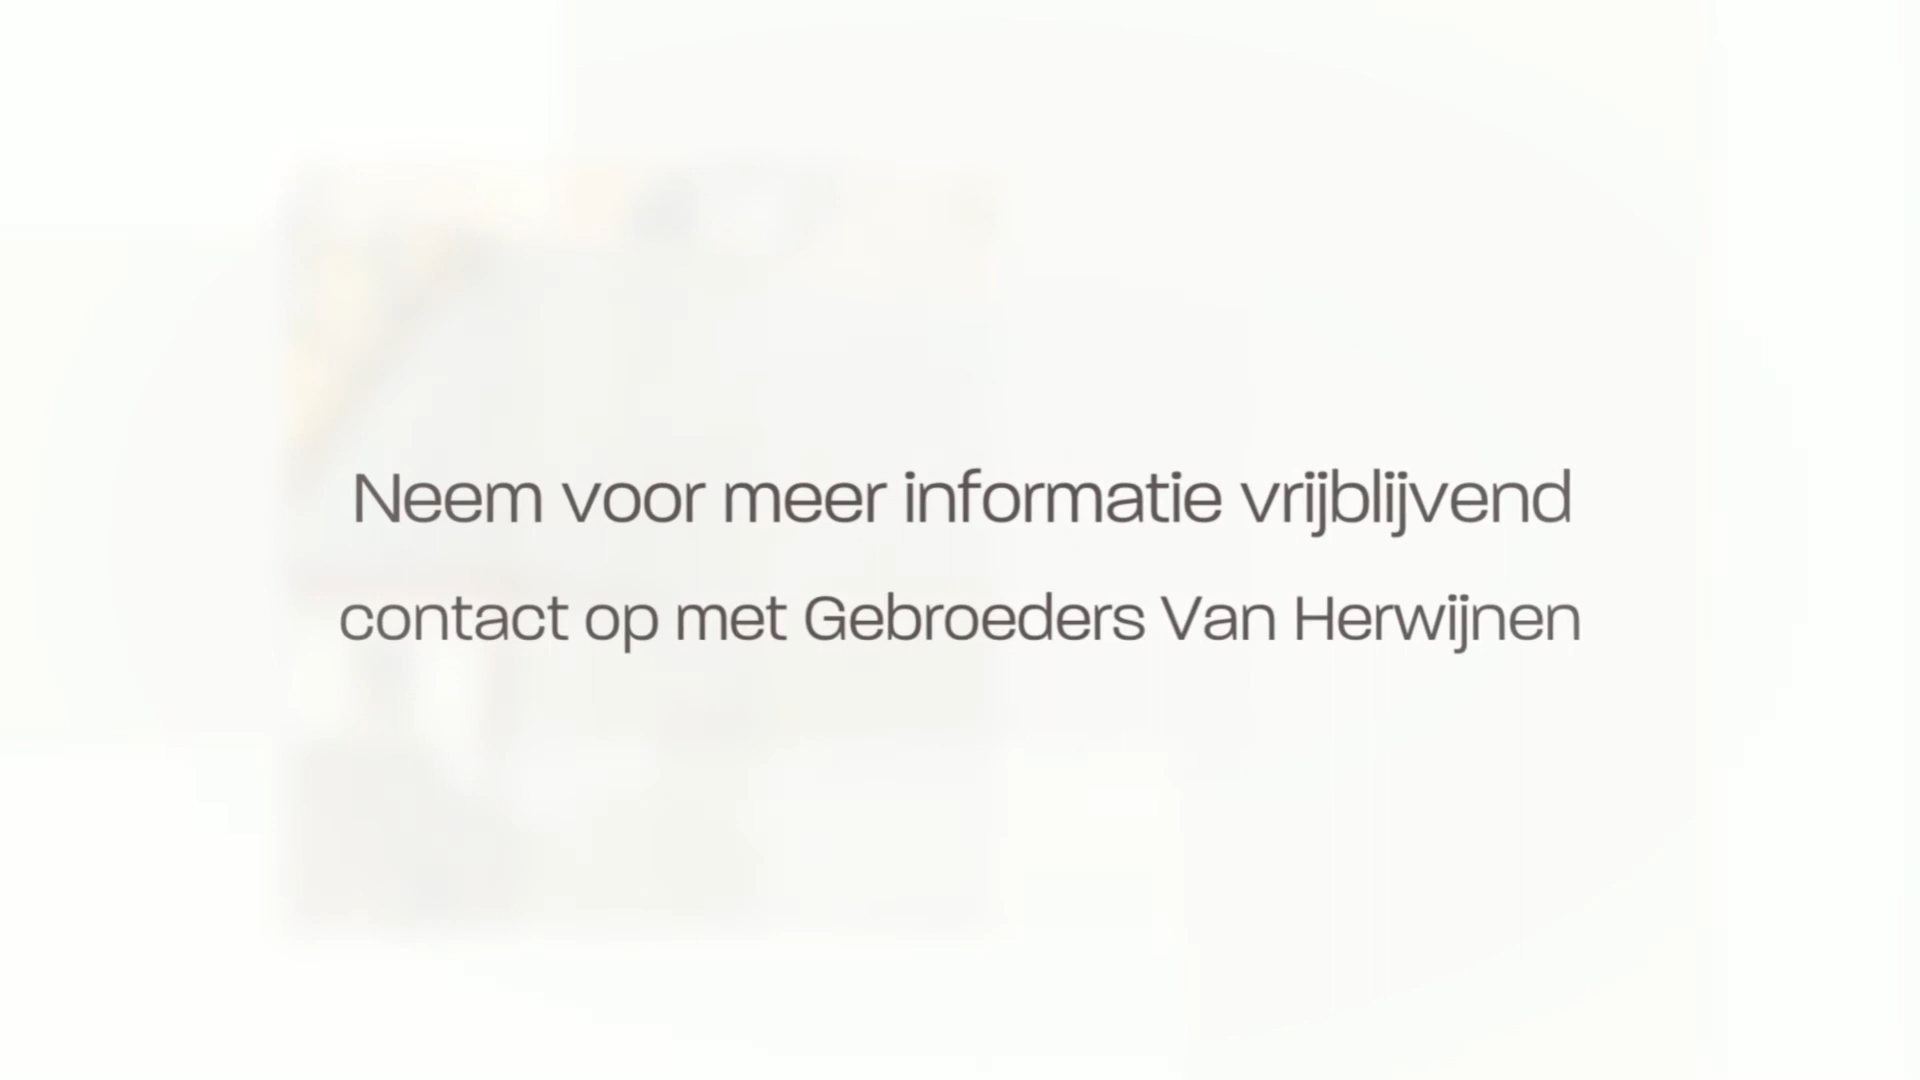 Neem voor meer informatie vrijblijvend
contact op met Gebroeders Van Herwijnen